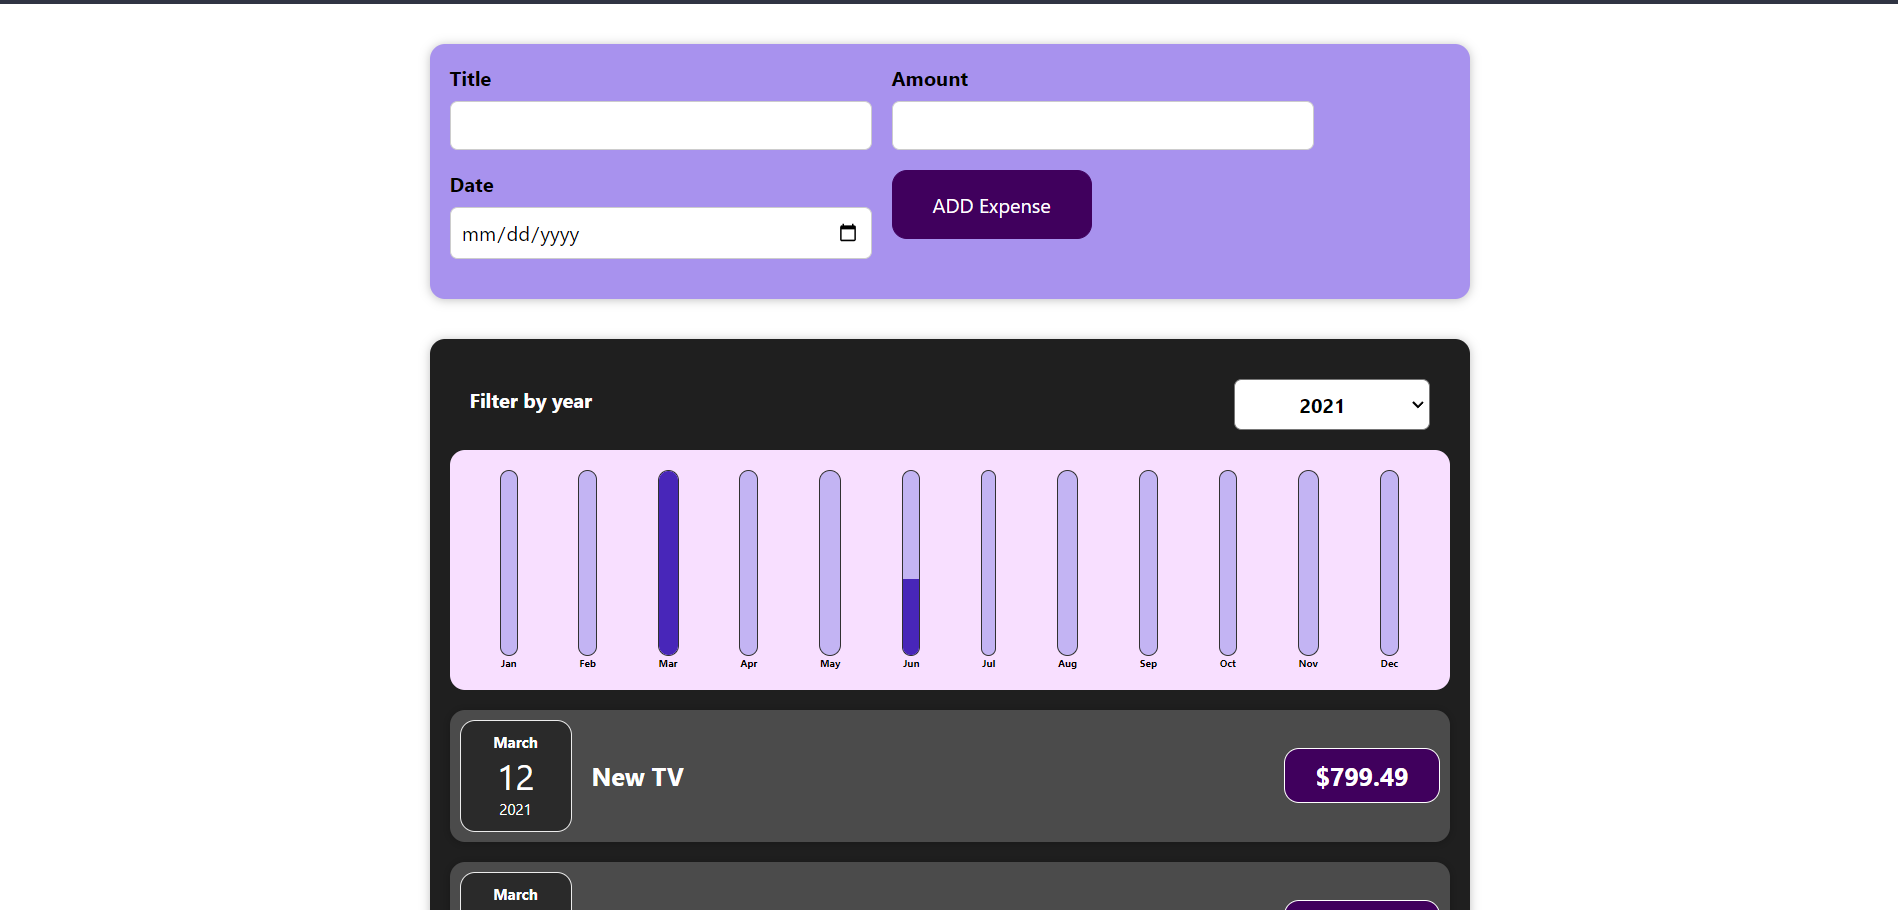 Title
Amount
Date
mm/dd/yyyy
ADD Expense
Filter by year
2021
Jan Feb Mar Apr May Jun Jul Aug Sep Oct Nov Dec
March
12
2021
New TV
$799.49
March